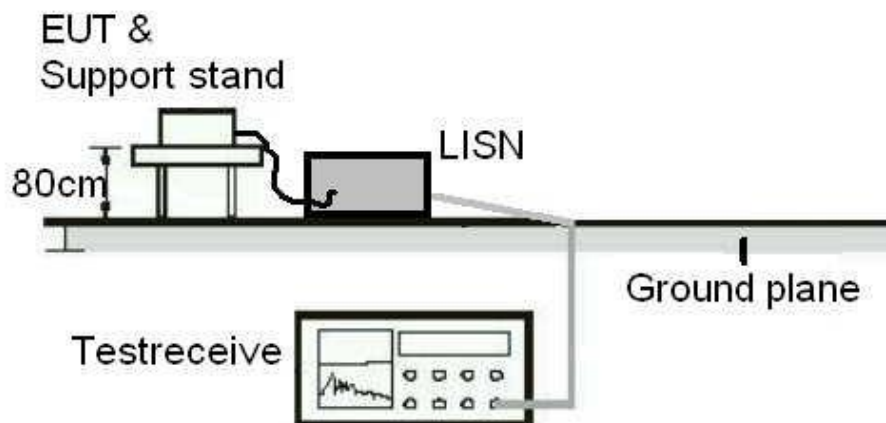 EUT &
Support stand
LISN
80cm
Ground plane
Testreceive